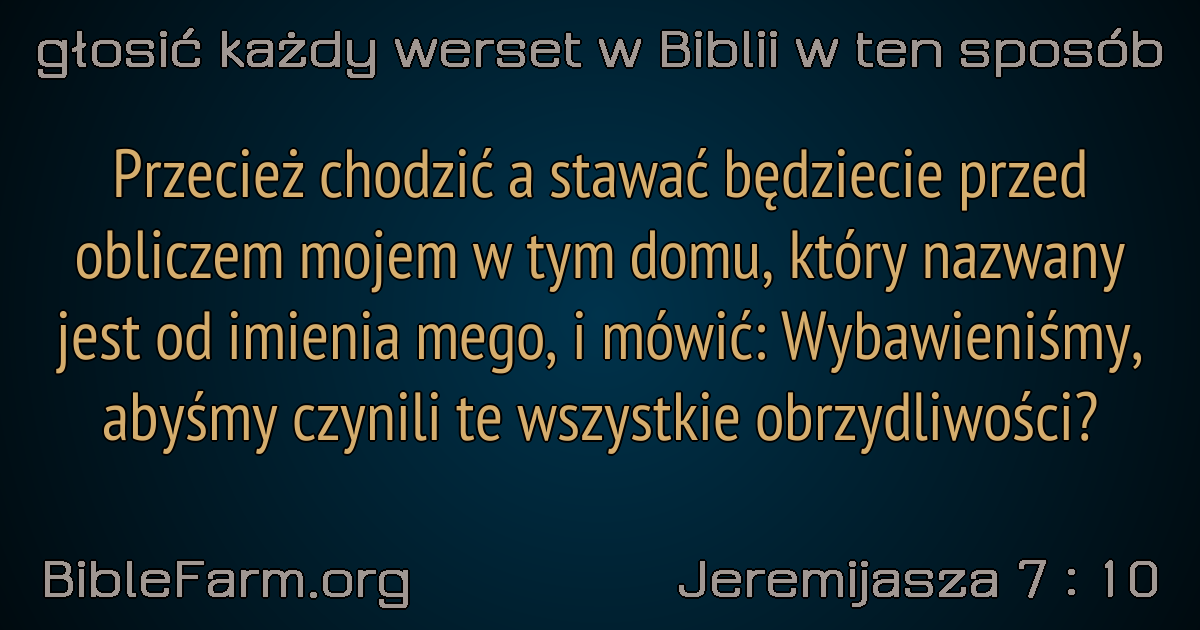 głosić każdy werset w Biblii w ten sposób
Przecież chodzić a stawać będziecie przed
obliczem mojem w tym domu, który nazwany
jest od imienia mego, i mówić: Wybawieniśmy,
abyśmy czynili te wszystkie obrzydliwości?
BibleFarm.org
Jeremijasza 7 : 10